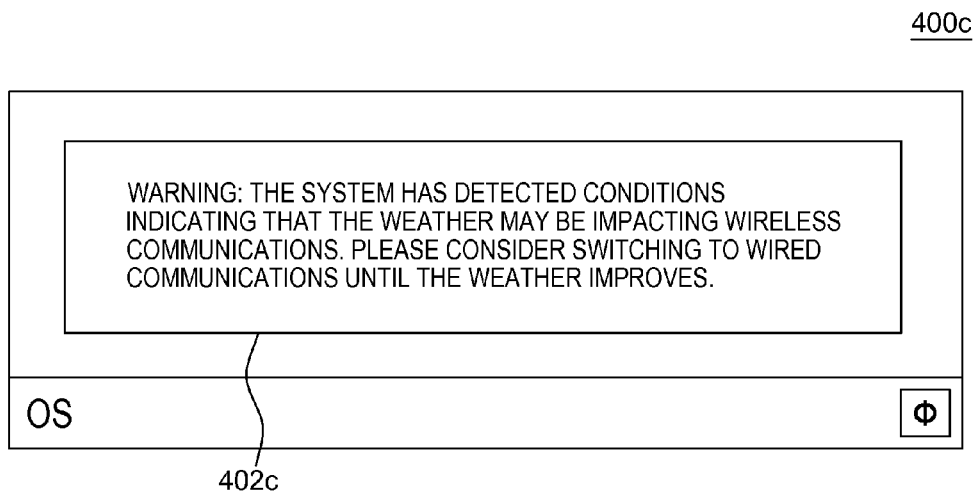 400c
WARNING: THE SYSTEM HAS DETECTED CONDITIONS
INDICATING THAT THE WEATHER MAY BE IMPACTING WIRELESS
COMMUNICATIONS. PLEASE CONSIDER SWITCHING TO WIRED
COMMUNICATIONS UNTIL THE WEATHER IMPROVES.
OS
Φ
402c